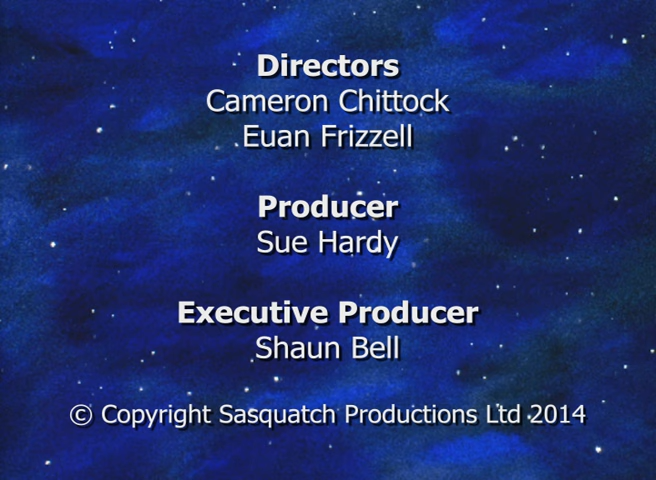 Directors
Cameron Chittock
Euan Frizzell
Producer
Sue Hardy
Executive Producer
Shaun Bell
© Copyright Sasquatch Productions Ltd 2014